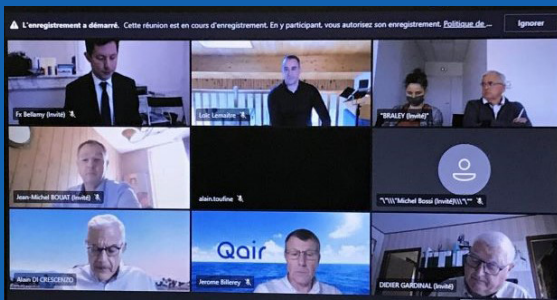 L'enregistrement a démarré. Cette réunion est en cours d'enregistrement. En y participant, vous autorisez son enregistrement. Politique de ... Ignorer
Fx Bellamy (Invité)
Loïc Lemaitre
"BRALEY (Invité)"
Jean-Michel BOUAT (Invité)
alain.toufine
"\"\\\"Michel Bossi (Invité)\\\"\""
Qair
Alain DI CRESCENZO
Jerome Billerey
DIDIER GARDINAL (Invité)